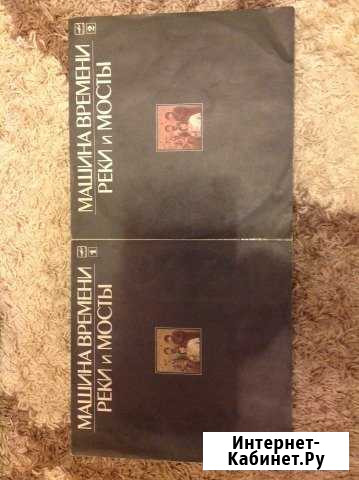 2
МАШИНА ВРЕМЕНИ
РЕКИ и МОСТЫ
1
МАШИНА ВРЕМЕНИ
РЕКИ и МОСТЫ
Интернет-
Кабинет.Ру